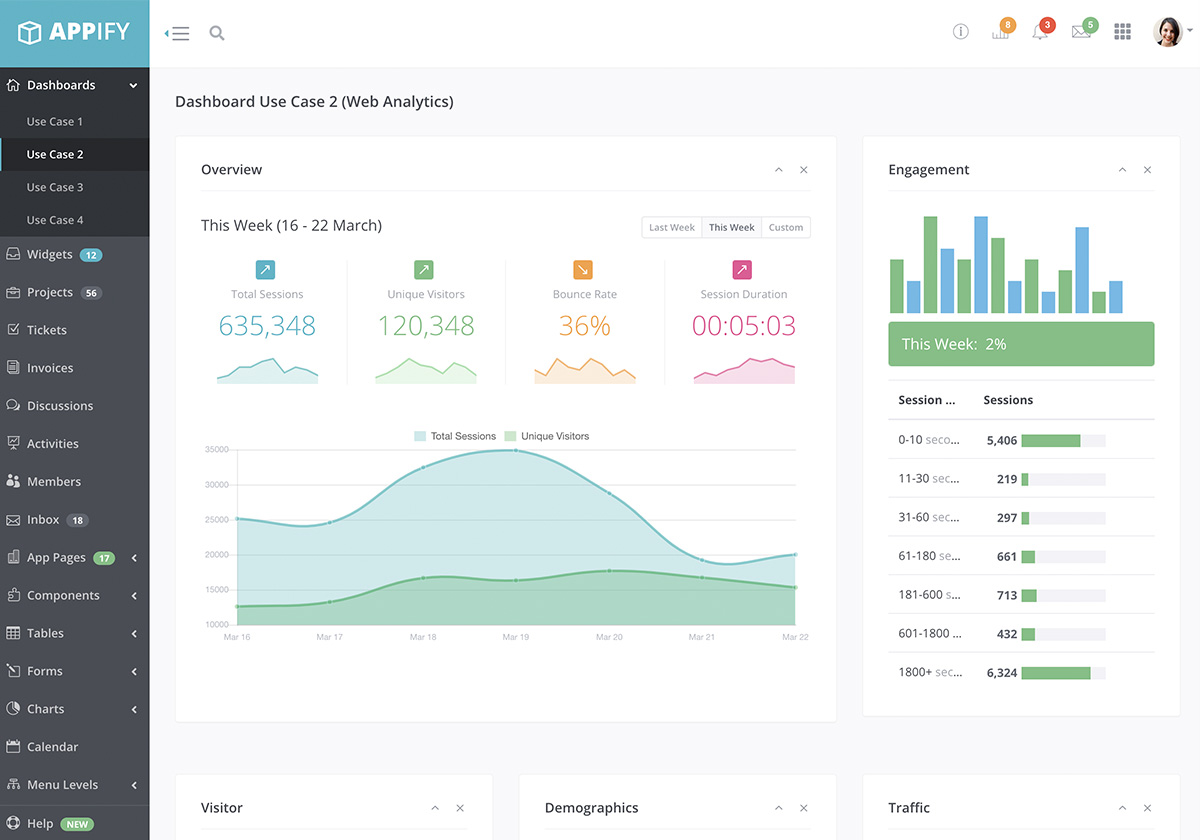 APPIFY
8
3
5
Dashboards
Use Case 1
Use Case 2
Use Case 3
Use Case 4
Widgets 12
Projects 56
Tickets
Invoices
Discussions
Activities
Members
Inbox 18
App Pages 17
Components
Tables
Forms
Charts
Calendar
Menu Levels
Help NEW
Dashboard Use Case 2 (Web Analytics)
Overview
This Week (16 - 22 March)
Last Week This Week Custom
Total Sessions
635,348
Unique Visitors
120,348
Bounce Rate
36%
Session Duration
00:05:03
Total Sessions Unique Visitors
35000
30000
25000
20000
15000
10000
Mar 16 Mar 17 Mar 18 Mar 19 Mar 20 Mar 21 Mar 22
Engagement
This Week: 2%
Session ... Sessions
0-10 seco... 5,406
11-30 sec... 219
31-60 sec... 297
61-180 se... 661
181-600 s... 713
601-1800 ... 432
1800+ sec... 6,324
Visitor
Demographics
Traffic